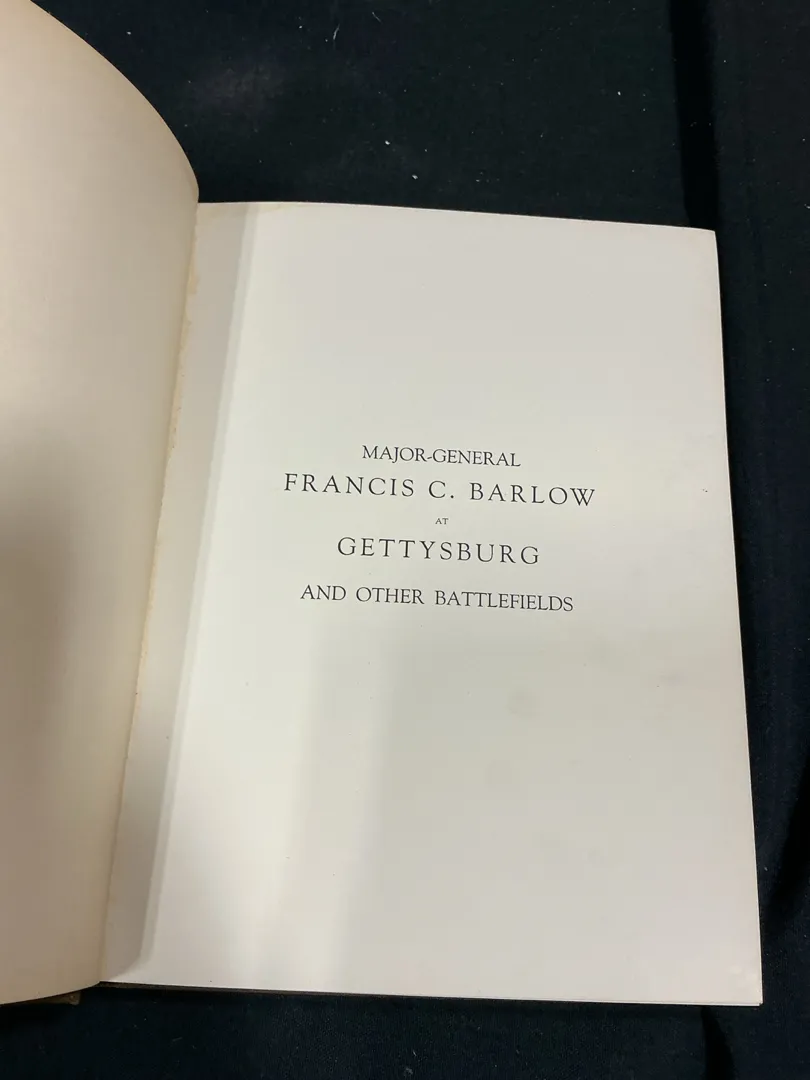 MAJOR-GENERAL
FRANCIS C. BARLOW
AT
GETTYSBURG
AND OTHER BATTLEFIELDS